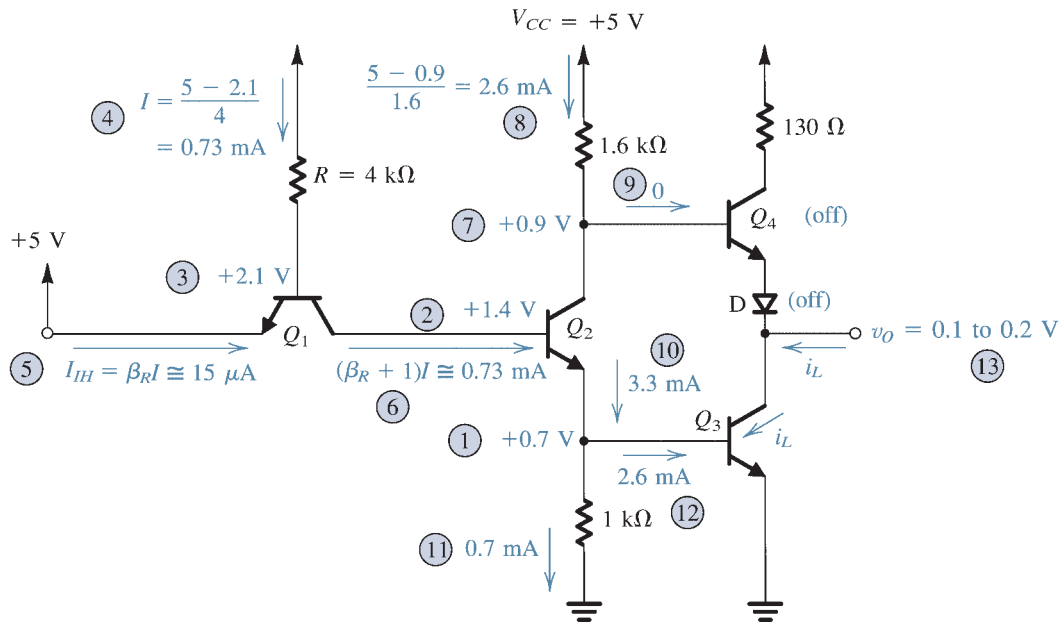 V_CC = +5 V
④ I = (5 − 2.1)/4
= 0.73 mA
(5 − 0.9)/1.6 = 2.6 mA
⑧
130 Ω
1.6 kΩ
R = 4 kΩ
⑨ 0
⑦ +0.9 V
Q4 (off)
+5 V
③ +2.1 V
② +1.4 V
D (off)
Q1
Q2
v_O = 0.1 to 0.2 V
⑤ I_IH = β_R I ≅ 15 μA
(β_R + 1)I ≅ 0.73 mA
⑩
i_L
⑬
⑥
3.3 mA
Q3
① +0.7 V
i_L
2.6 mA
1 kΩ
⑫
⑪ 0.7 mA